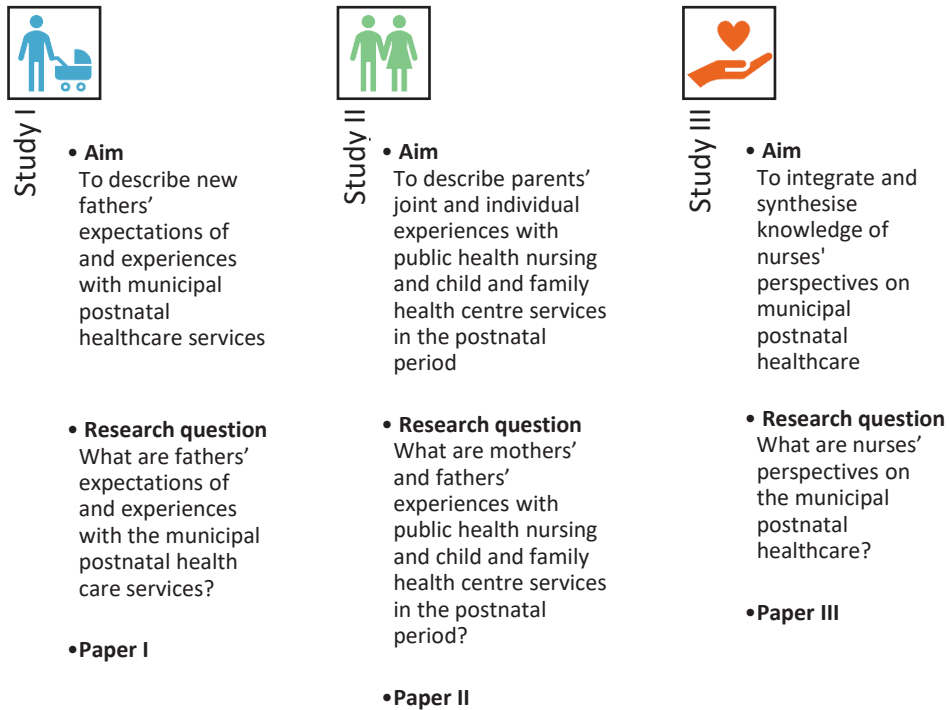 Study I
• Aim
To describe new
fathers’
expectations of
and experiences
with municipal
postnatal
healthcare services
• Research question
What are fathers’
expectations of
and experiences
with the municipal
postnatal health
care services?
•Paper I
Study II
• Aim
To describe parents’
joint and individual
experiences with
public health nursing
and child and family
health centre services
in the postnatal
period
• Research question
What are mothers’
and fathers’
experiences with
public health nursing
and child and family
health centre services
in the postnatal
period?
•Paper II
Study III
• Aim
To integrate and
synthesise
knowledge of
nurses'
perspectives on
municipal
postnatal
healthcare
• Research question
What are nurses’
perspectives on
the municipal
postnatal
healthcare?
•Paper III